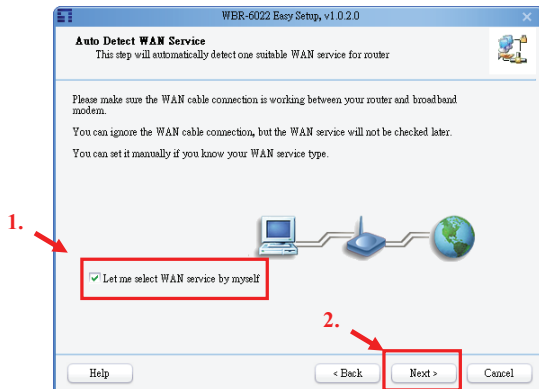 WBR-6022 Easy Setup, v1.0.2.0
Auto Detect WAN Service
This step will automatically detect one suitable WAN service for router
Please make sure the WAN cable connection is working between your router and broadband
modem.
You can ignore the WAN cable connection, but the WAN service will not be checked later.
You can set it manually if you know your WAN service type.
1.
Let me select WAN service by myself
2.
Help
< Back
Next >
Cancel